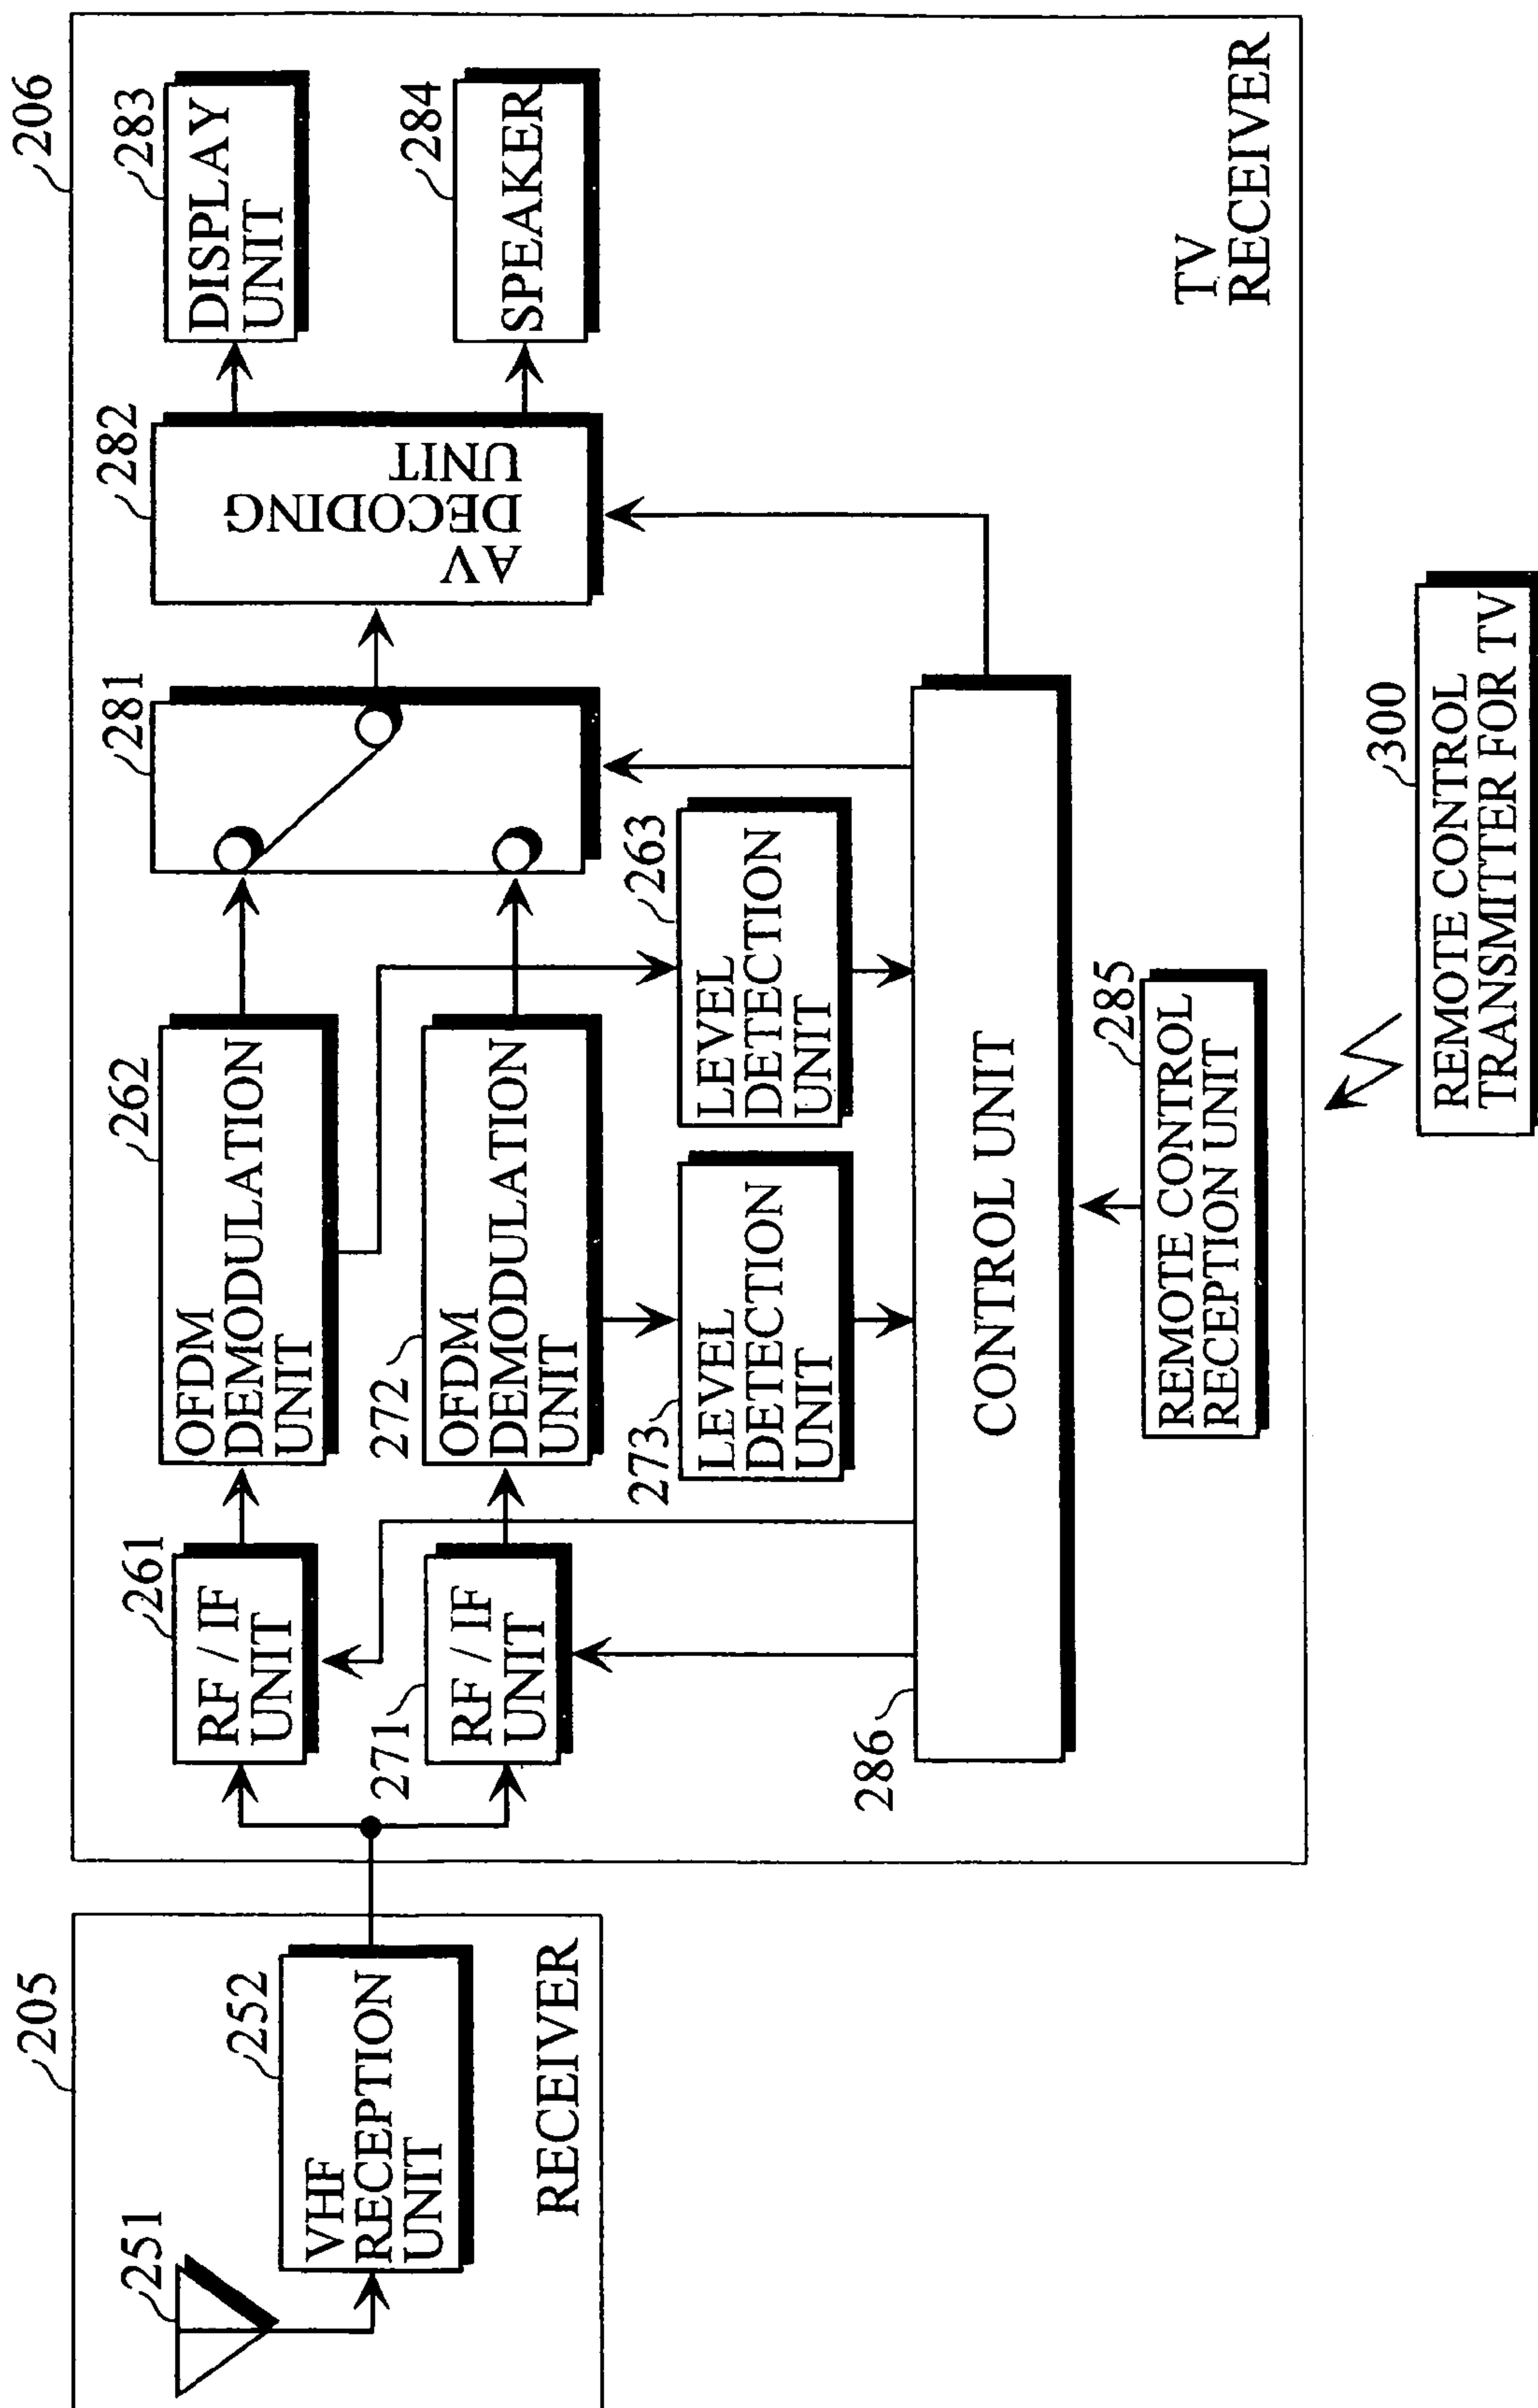 205
251
252
VHF
RECEPTION
UNIT
RECEIVER
206
261
RF / IF
UNIT
262
OFDM
DEMODULATION
UNIT
271
RF / IF
UNIT
272
OFDM
DEMODULATION
UNIT
273
LEVEL
DETECTION
UNIT
263
LEVEL
DETECTION
UNIT
281
282
AV
DECODING
UNIT
283
DISPLAY
UNIT
284
SPEAKER
286
CONTROL UNIT
285
REMOTE CONTROL
RECEPTION UNIT
TV
RECEIVER
300
REMOTE CONTROL
TRANSMITTER FOR TV